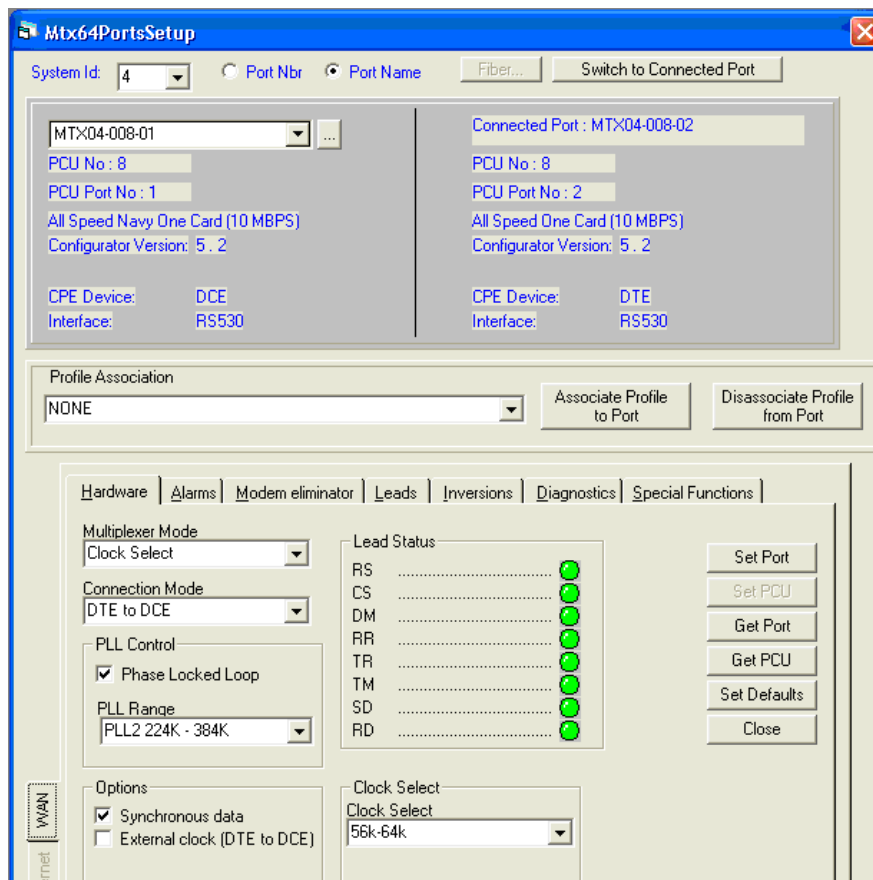 Mtx64PortsSetup
System Id: 4 Port Nbr Port Name Fiber... Switch to Connected Port
MTX04-008-01 ...
PCU No : 8
PCU Port No : 1
All Speed Navy One Card (10 MBPS)
Configurator Version: 5 . 2
CPE Device: DCE
Interface: RS530
Connected Port : MTX04-008-02
PCU No : 8
PCU Port No : 2
All Speed One Card (10 MBPS)
Configurator Version: 5 . 2
CPE Device: DTE
Interface: RS530
Profile Association
NONE
Associate Profile
to Port
Disassociate Profile
from Port
Hardware Alarms Modem eliminator Leads Inversions Diagnostics Special Functions
Multiplexer Mode
Clock Select
Connection Mode
DTE to DCE
PLL Control
Phase Locked Loop
PLL Range
PLL2 224K - 384K
Options
Synchronous data
External clock (DTE to DCE)
Lead Status
RS ..................................
CS ..................................
DM ..................................
RR ..................................
TR ..................................
TM ..................................
SD ..................................
RD ..................................
Clock Select
Clock Select
56k-64k
Set Port
Set PCU
Get Port
Get PCU
Set Defaults
Close
WAN